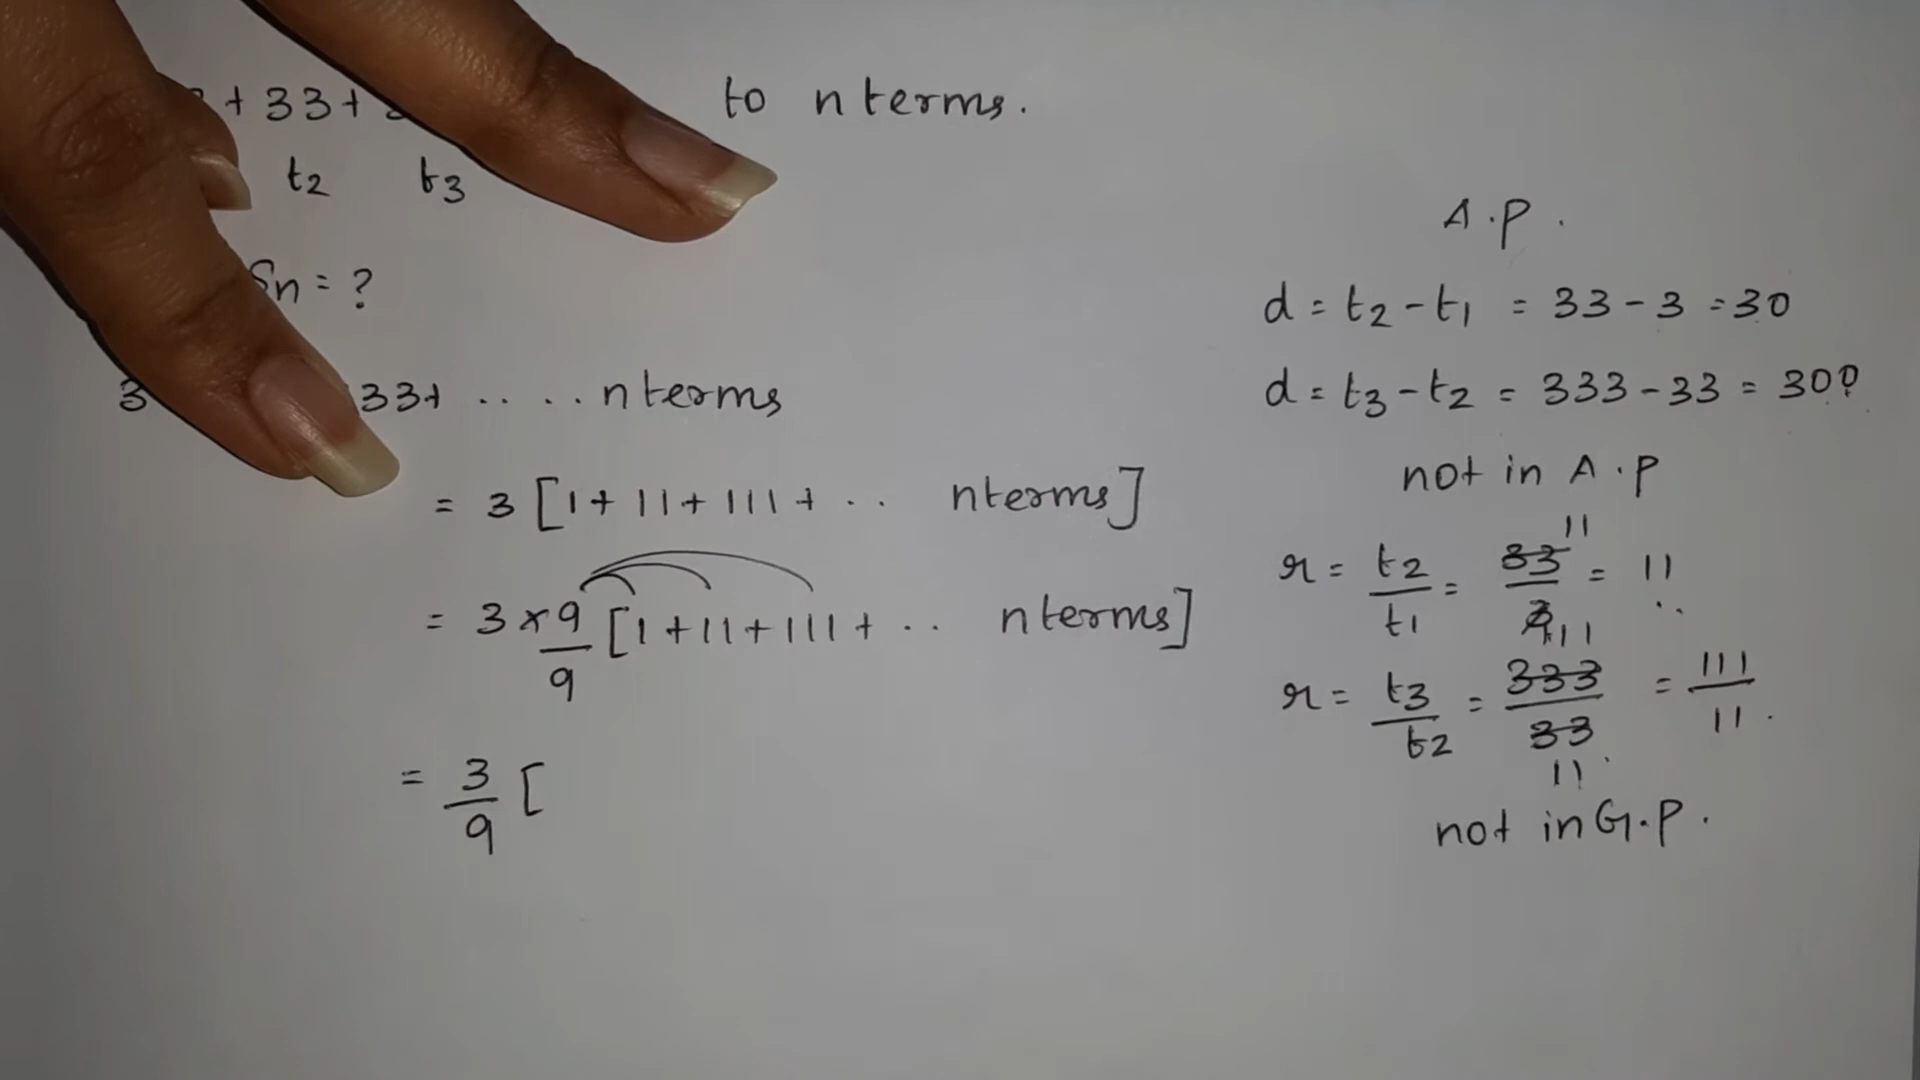 + 33 + to n terms.
t2 t3
Sn = ?
3 33+ ..... n terms
= 3 [1 + 11 + 111 + .. n terms]
= 3 × 9/9 [1 + 11 + 111 + .. n terms]
= 3/9 [
A.P.
d = t2 - t1 = 33 - 3 = 30
d = t3 - t2 = 333 - 33 = 300
not in A.P
r = t2/t1 = 33/3 = 11
r = t3/t2 = 333/33 = 111/11.
not in G.P.